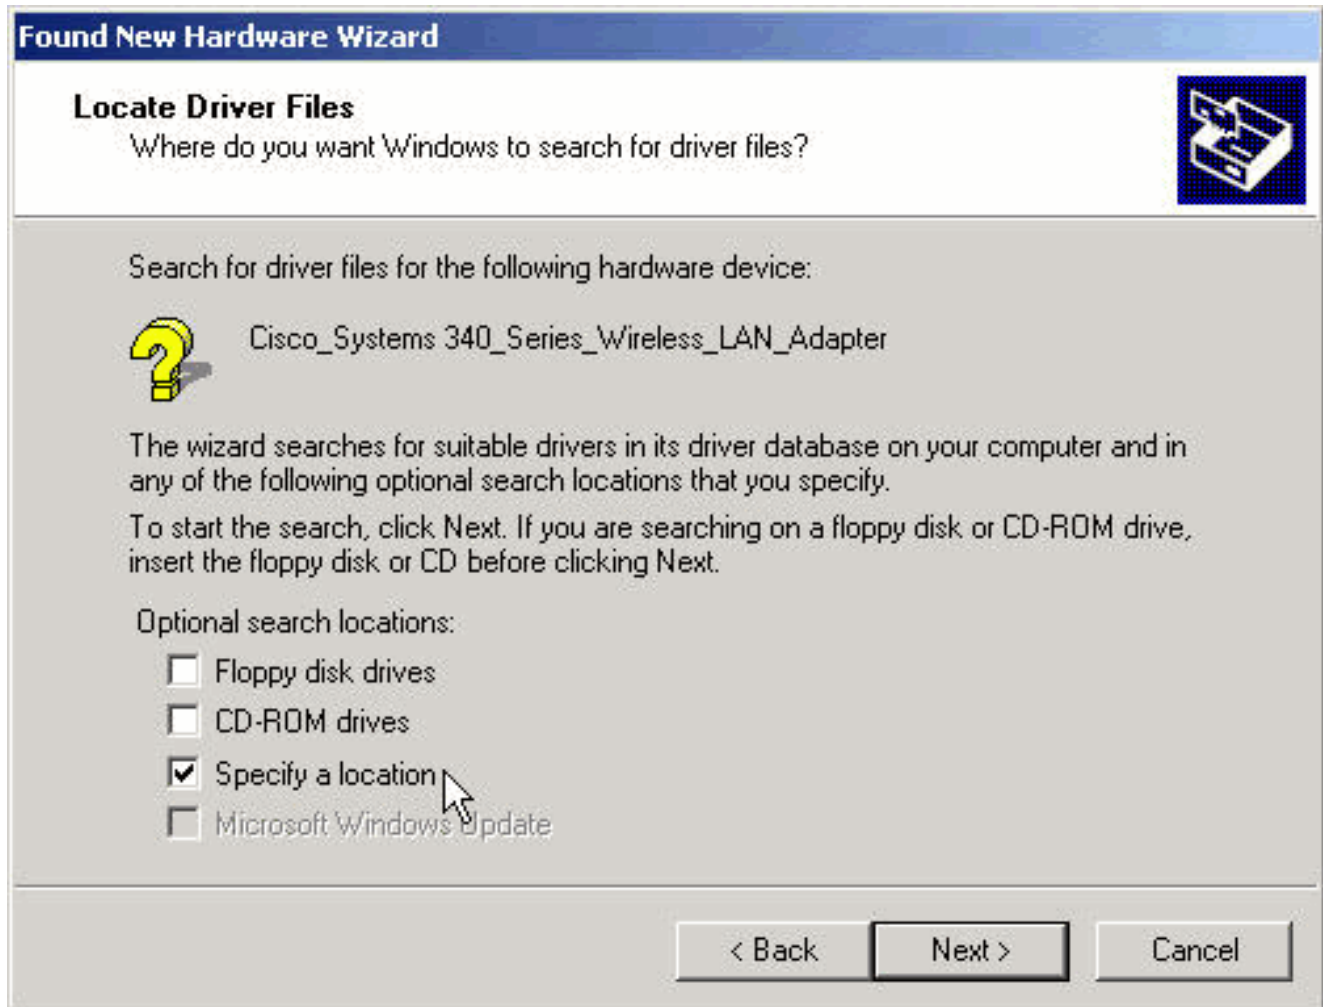 Found New Hardware Wizard
Locate Driver Files
Where do you want Windows to search for driver files?
Search for driver files for the following hardware device:
Cisco_Systems 340_Series_Wireless_LAN_Adapter
The wizard searches for suitable drivers in its driver database on your computer and in
any of the following optional search locations that you specify.
To start the search, click Next. If you are searching on a floppy disk or CD-ROM drive,
insert the floppy disk or CD before clicking Next.
Optional search locations:
Floppy disk drives
CD-ROM drives
Specify a location
Microsoft Windows Update
< Back
Next >
Cancel